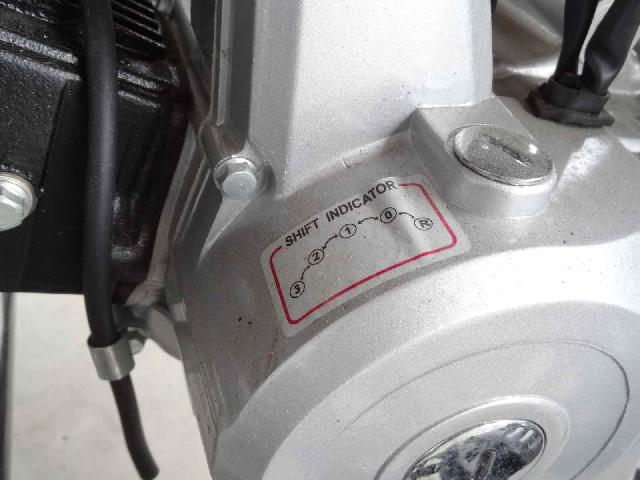 SHIFT INDICATOR
3 2 1 0 R